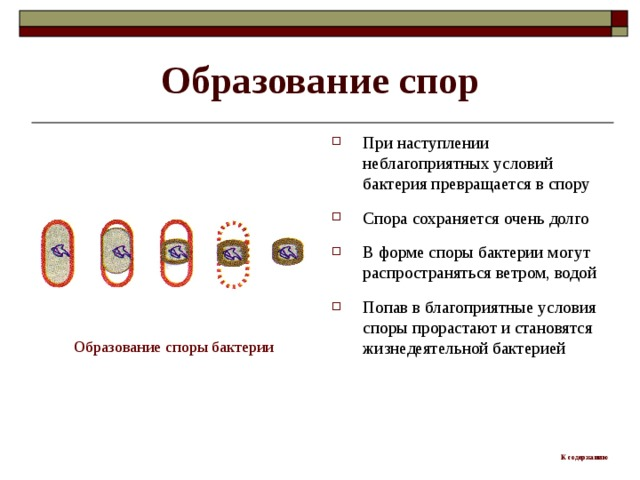 Образование спор
При наступлении
неблагоприятных условий
бактерия превращается в спору
Спора сохраняется очень долго
В форме споры бактерии могут
распространяться ветром, водой
Попав в благоприятные условия
споры прорастают и становятся
жизнедеятельной бактерией
Образование споры бактерии
К содержанию